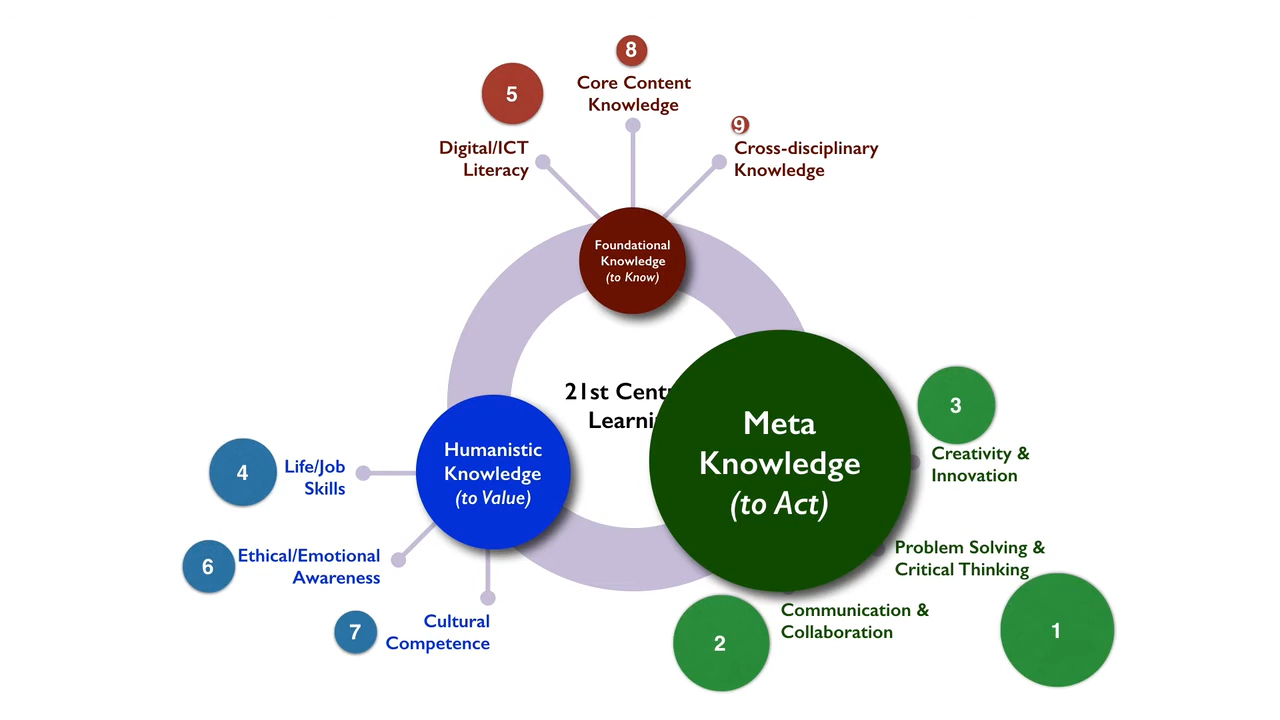 8
Core Content
Knowledge
5
Digital/ICT
Literacy
9
Cross-disciplinary
Knowledge
Foundational
Knowledge
(to Know)
21st Cent
Learni
Meta
Knowledge
(to Act)
3
Creativity &
Innovation
Humanistic
Knowledge
(to Value)
4
Life/Job
Skills
6
Ethical/Emotional
Awareness
7
Cultural
Competence
Problem Solving &
Critical Thinking
1
Communication &
Collaboration
2